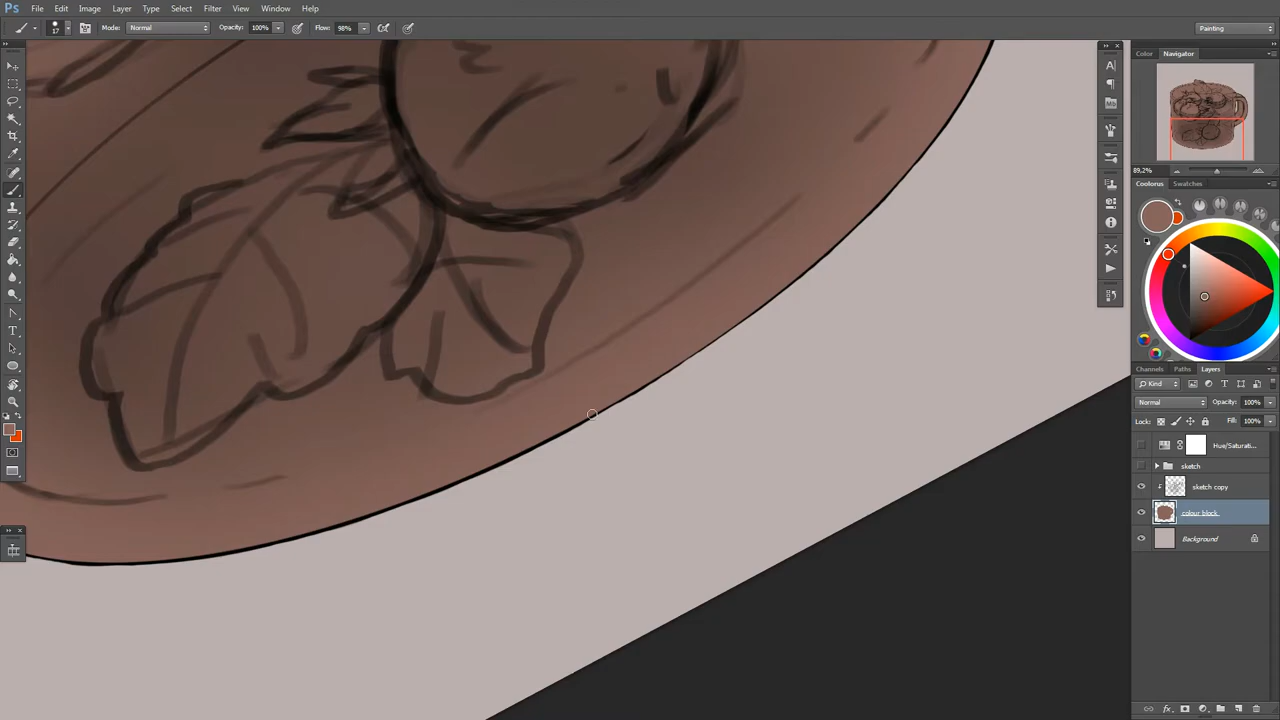 Ps File Edit Image Layer Type Select Filter View Window Help
17 Mode: Normal Opacity: 100% Flow: 98% Painting
Color Navigator
89,2%
Coolorus Swatches
Channels Paths Layers
Kind
Normal Opacity: 100%
Lock: Fill: 100%
Hue/Saturati...
sketch
sketch copy
colour block
Background